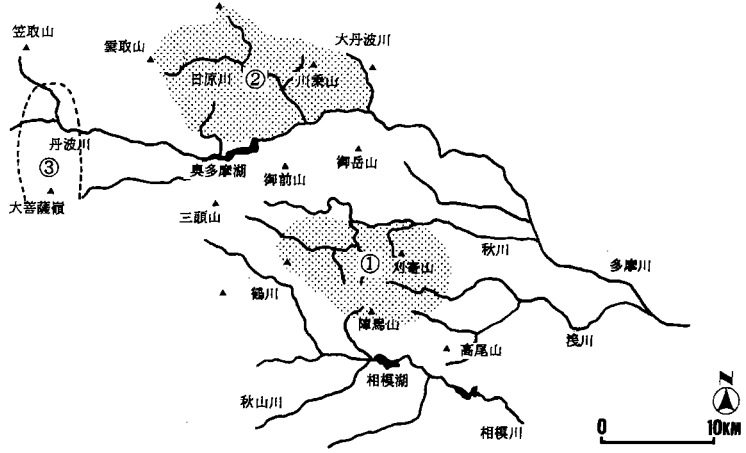 笠取山
雲取山
大丹波川
日原川
②
川乗山
丹波川
③
奥多摩湖
御前山
御岳山
大菩薩嶺
三頭山
①
刈寄山
秋川
多摩川
鶴川
陣馬山
浅川
高尾山
相模湖
秋山川
相模川
N
0
10KM